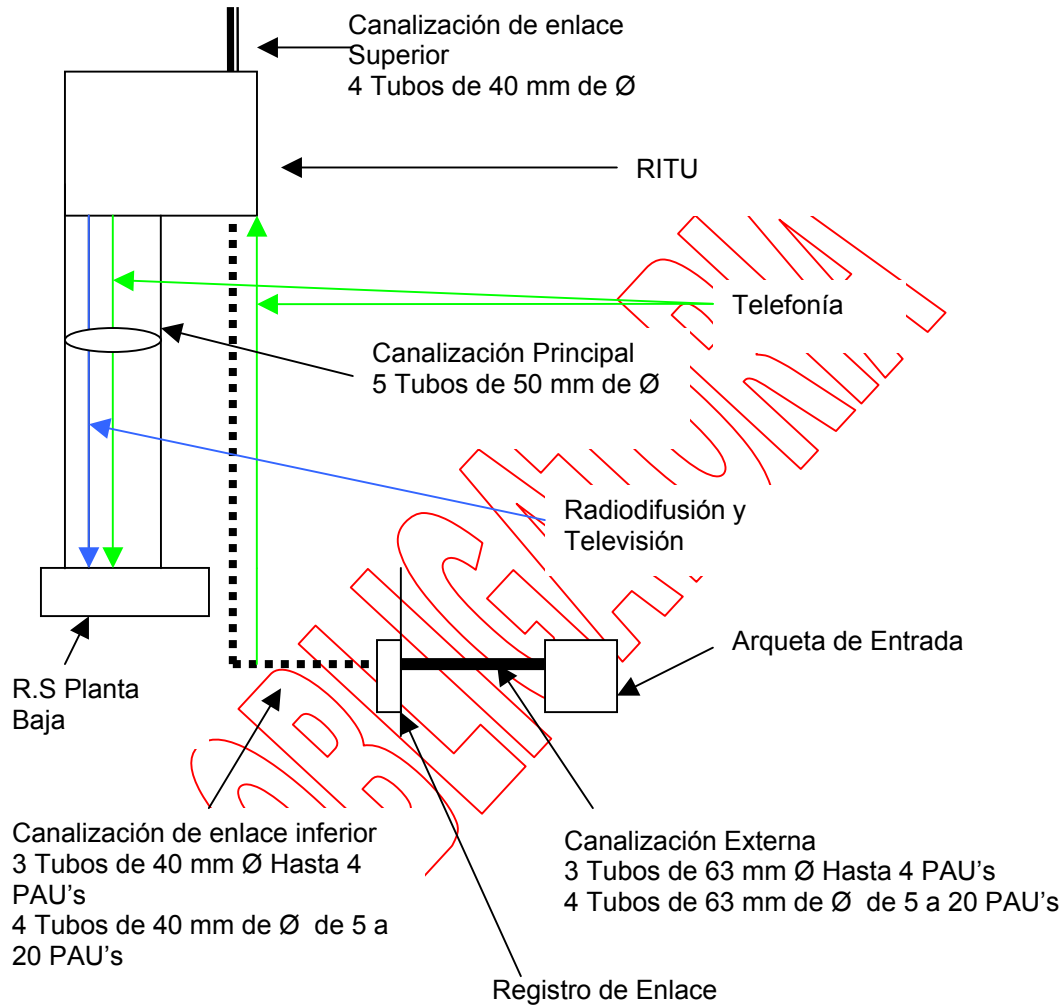 Canalización de enlace
Superior
4 Tubos de 40 mm de Ø
RITU
Telefonía
Canalización Principal
5 Tubos de 50 mm de Ø
Radiodifusión y
Televisión
Arqueta de Entrada
R.S Planta
Baja
Canalización de enlace inferior
3 Tubos de 40 mm Ø Hasta 4
PAU's
4 Tubos de 40 mm de Ø de 5 a
20 PAU's
Canalización Externa
3 Tubos de 63 mm Ø Hasta 4 PAU's
4 Tubos de 63 mm de Ø de 5 a 20 PAU's
Registro de Enlace